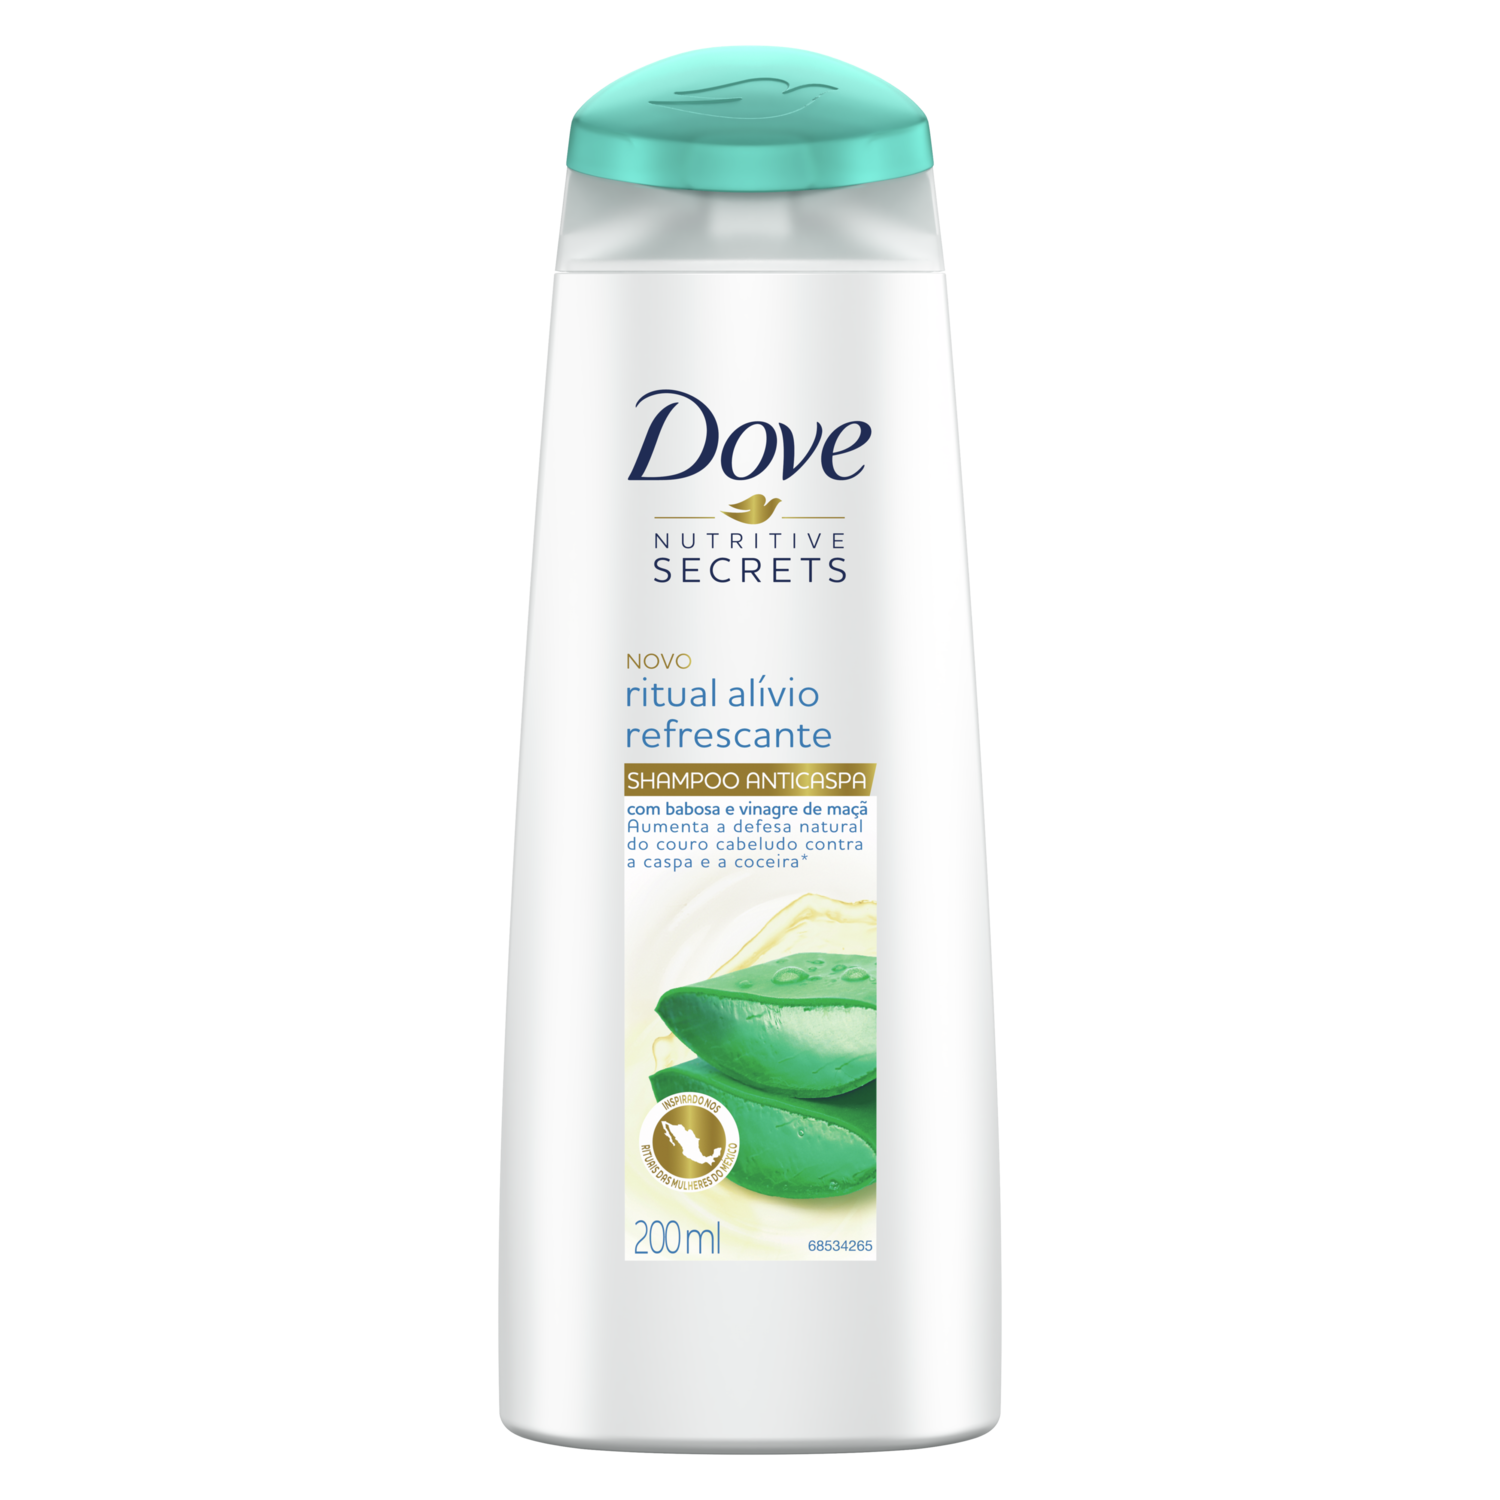 Dove
NUTRITIVE
SECRETS
NOVO
ritual alívio
refrescante
SHAMPOO ANTICASPA
com babosa e vinagre de maçã
Aumenta a defesa natural
do couro cabeludo contra
a caspa e a coceira*
INSPIRADO NOS
RITUAIS DAS MULHERES DO MÉXICO
200ml
68534265